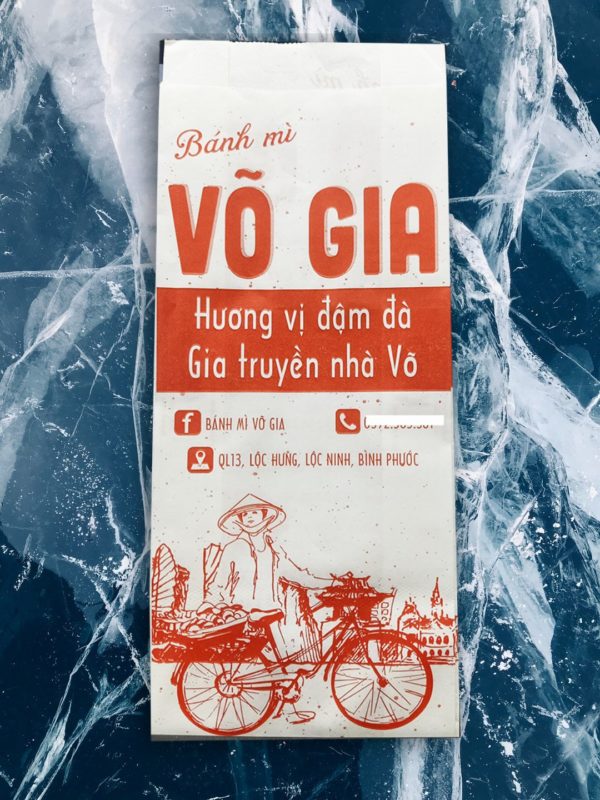 Bánh mì
VÕ GIA
Hương vị đậm đà
Gia truyền nhà Võ
BÁNH MÌ VÕ GIA
QL13, LỘC HƯNG, LỘC NINH, BÌNH PHƯỚC